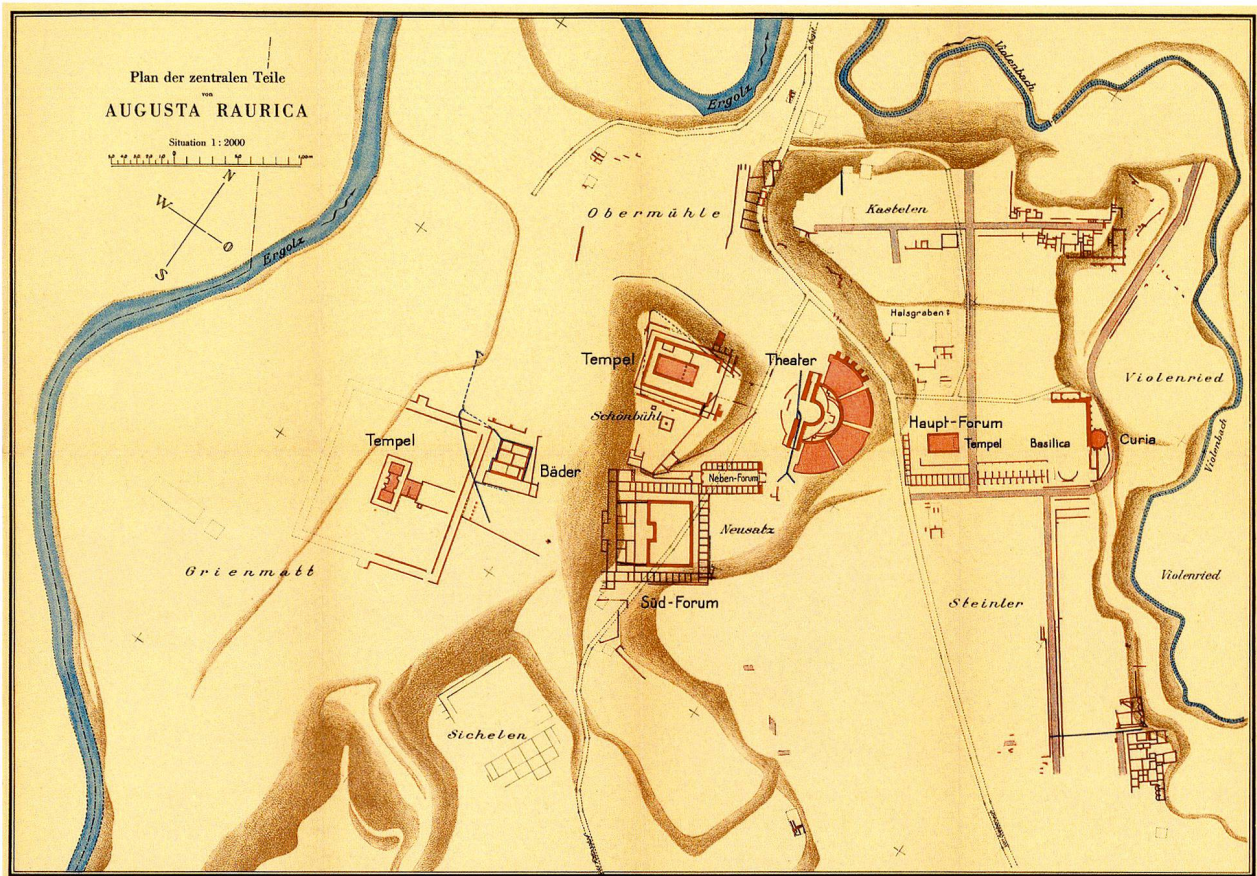 Plan der zentralen Teile
von
AUGUSTA RAURICA
Situation 1 : 2000
N
W
O
S
Ergolz
Ergolz
Violenbach
Obermühle
Kastelen
Halsgraben
Violenried
Tempel
Theater
Schönbühl
Haupt-Forum
Tempel
Basilica
Curia
Violenbach
Tempel
Bäder
Neben-Forum
Neusatz
Grienmatt
Süd-Forum
Steinler
Violenried
Sichelen